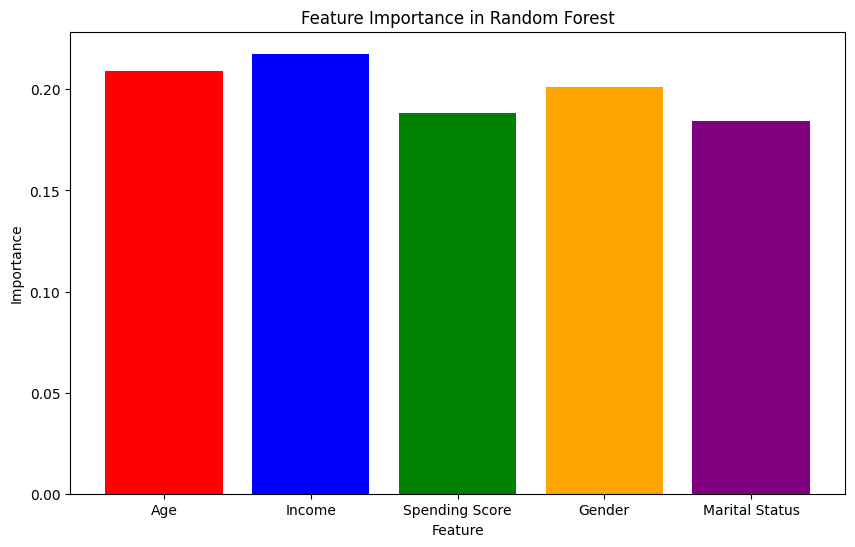 Feature Importance in Random Forest
0.20
0.15
0.10
0.05
0.00
Importance
Age Income Spending Score Gender Marital Status
Feature